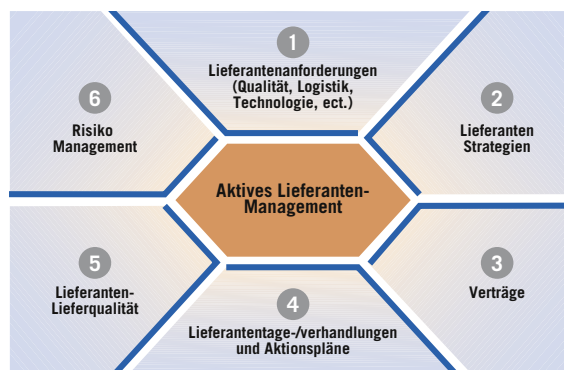 1
Lieferantenanforderungen
(Qualität, Logistik,
Technologie, ect.)
2
Lieferanten
Strategien
3
Verträge
4
Lieferantentage-/verhandlungen
und Aktionspläne
5
Lieferanten-
Lieferqualität
6
Risiko
Management
Aktives Lieferanten-
Management